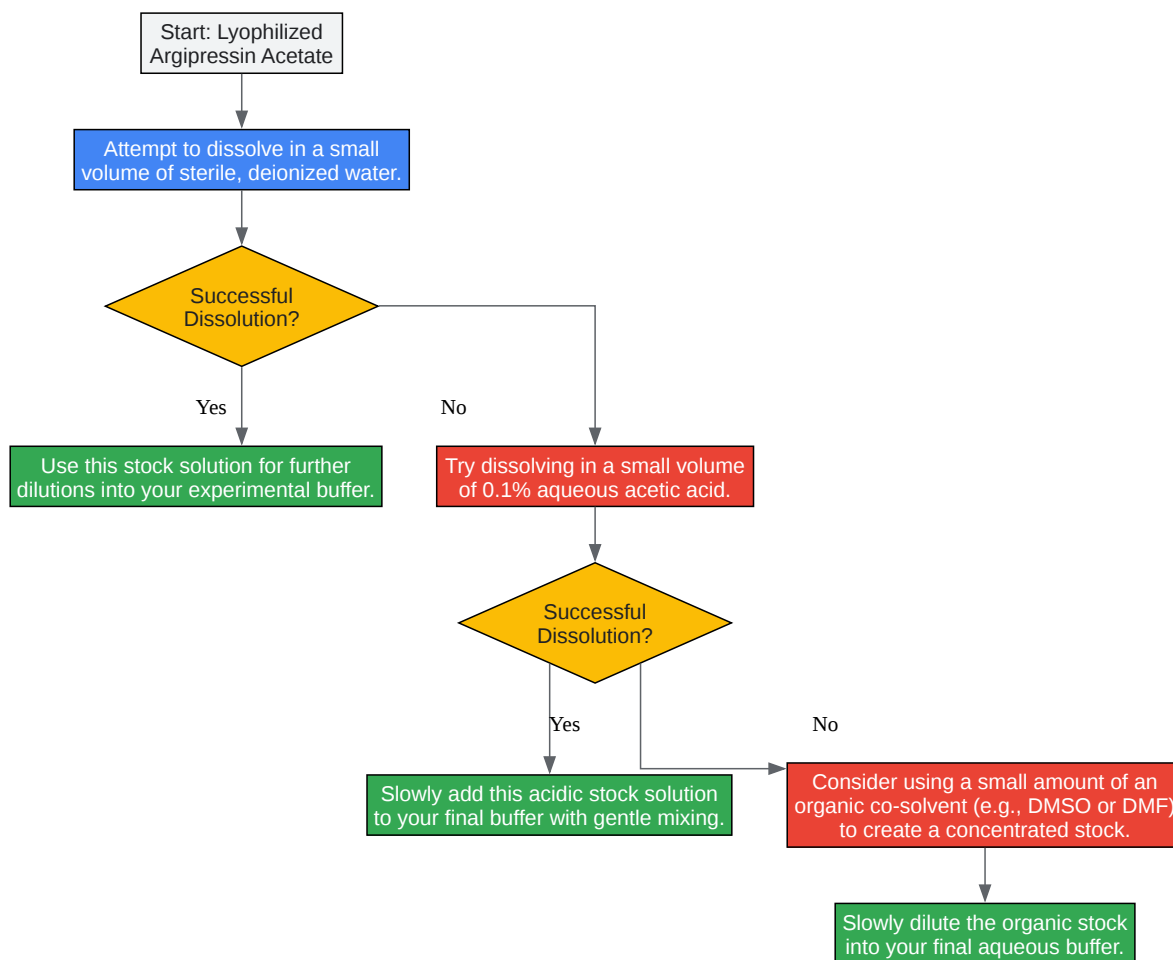 Start: Lyophilized
Argipressin Acetate
Attempt to dissolve in a small
volume of sterile, deionized water.
Successful
Dissolution?
Yes
No
Use this stock solution for further
dilutions into your experimental buffer.
Try dissolving in a small volume
of 0.1% aqueous acetic acid.
Successful
Dissolution?
Yes
No
Slowly add this acidic stock solution
to your final buffer with gentle mixing.
Consider using a small amount of an
organic co-solvent (e.g., DMSO or DMF)
to create a concentrated stock.
Slowly dilute the organic stock
into your final aqueous buffer.